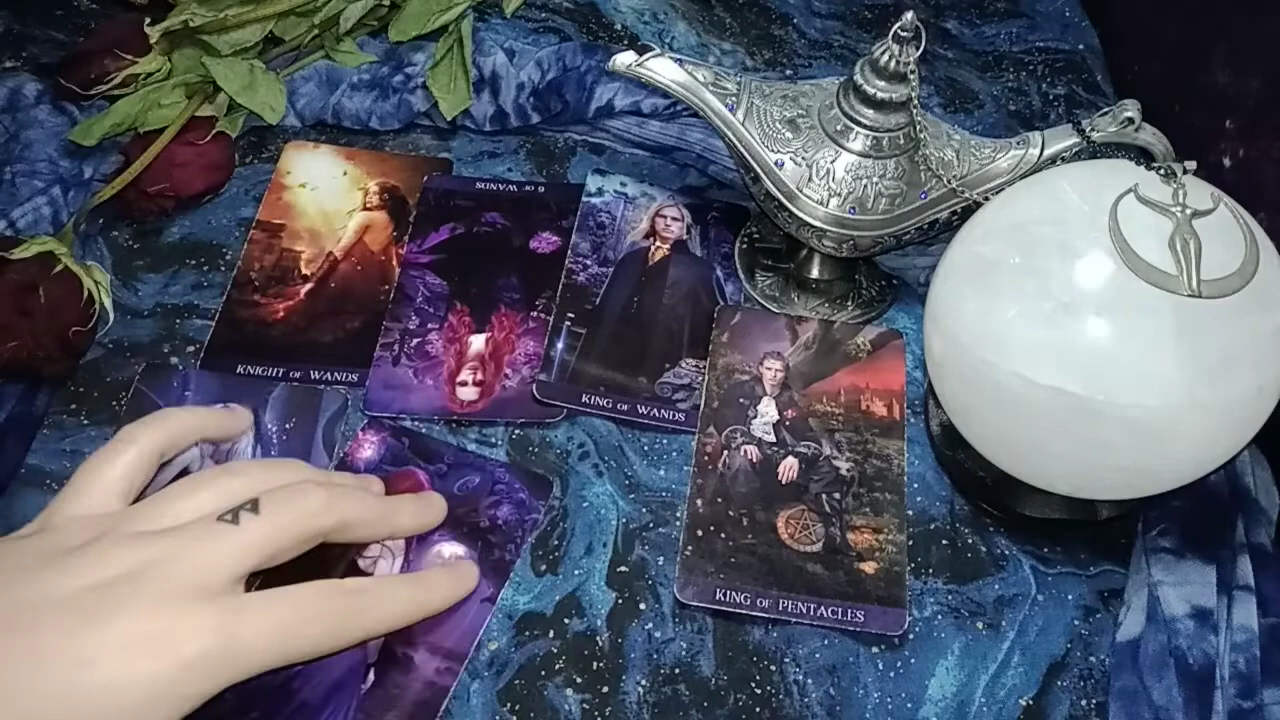 KNIGHT OF WANDS
6 OF WANDS
KING OF WANDS
KING OF PENTACLES